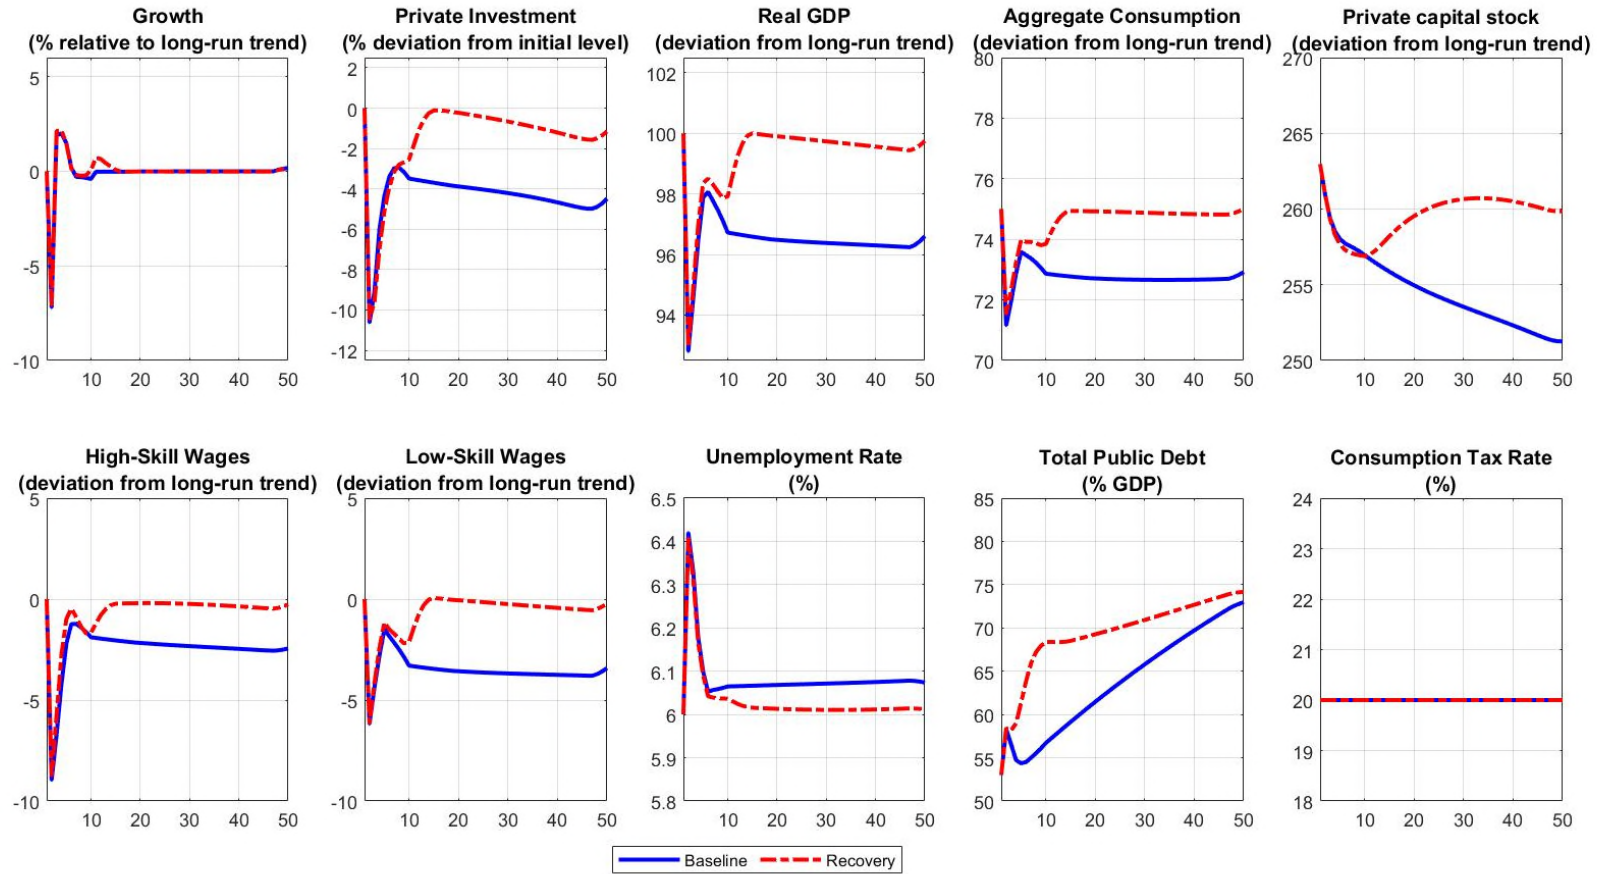 Growth
(% relative to long-run trend)
5
0
-5
-10
10 20 30 40 50
Private Investment
(% deviation from initial level)
2
0
-2
-4
-6
-8
-10
-12
10 20 30 40 50
Real GDP
(deviation from long-run trend)
102
100
98
96
94
10 20 30 40 50
Aggregate Consumption
(deviation from long-run trend)
80
78
76
74
72
70
10 20 30 40 50
Private capital stock
(deviation from long-run trend)
270
265
260
255
250
10 20 30 40 50
High-Skill Wages
(deviation from long-run trend)
5
0
-5
-10
10 20 30 40 50
Low-Skill Wages
(deviation from long-run trend)
5
0
-5
-10
10 20 30 40 50
Unemployment Rate
(%)
6.5
6.4
6.3
6.2
6.1
6
5.9
5.8
10 20 30 40 50
Total Public Debt
(% GDP)
85
80
75
70
65
60
55
50
10 20 30 40 50
Consumption Tax Rate
(%)
24
23
22
21
20
19
18
10 20 30 40 50
Baseline Recovery